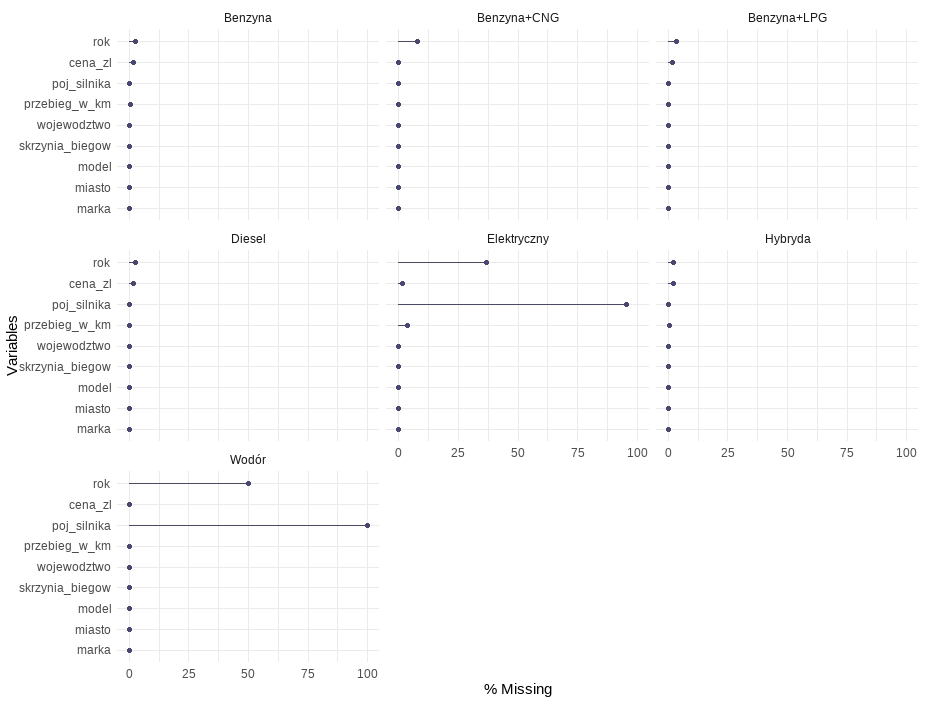 Benzyna Benzyna+CNG Benzyna+LPG
rok
cena_zl
poj_silnika
przebieg_w_km
wojewodztwo
skrzynia_biegow
model
miasto
marka
Diesel Elektryczny Hybryda
rok
cena_zl
poj_silnika
przebieg_w_km
wojewodztwo
skrzynia_biegow
model
miasto
marka
0 25 50 75 100 0 25 50 75 100
Wodór
rok
cena_zl
poj_silnika
przebieg_w_km
wojewodztwo
skrzynia_biegow
model
miasto
marka
0 25 50 75 100
Variables
% Missing